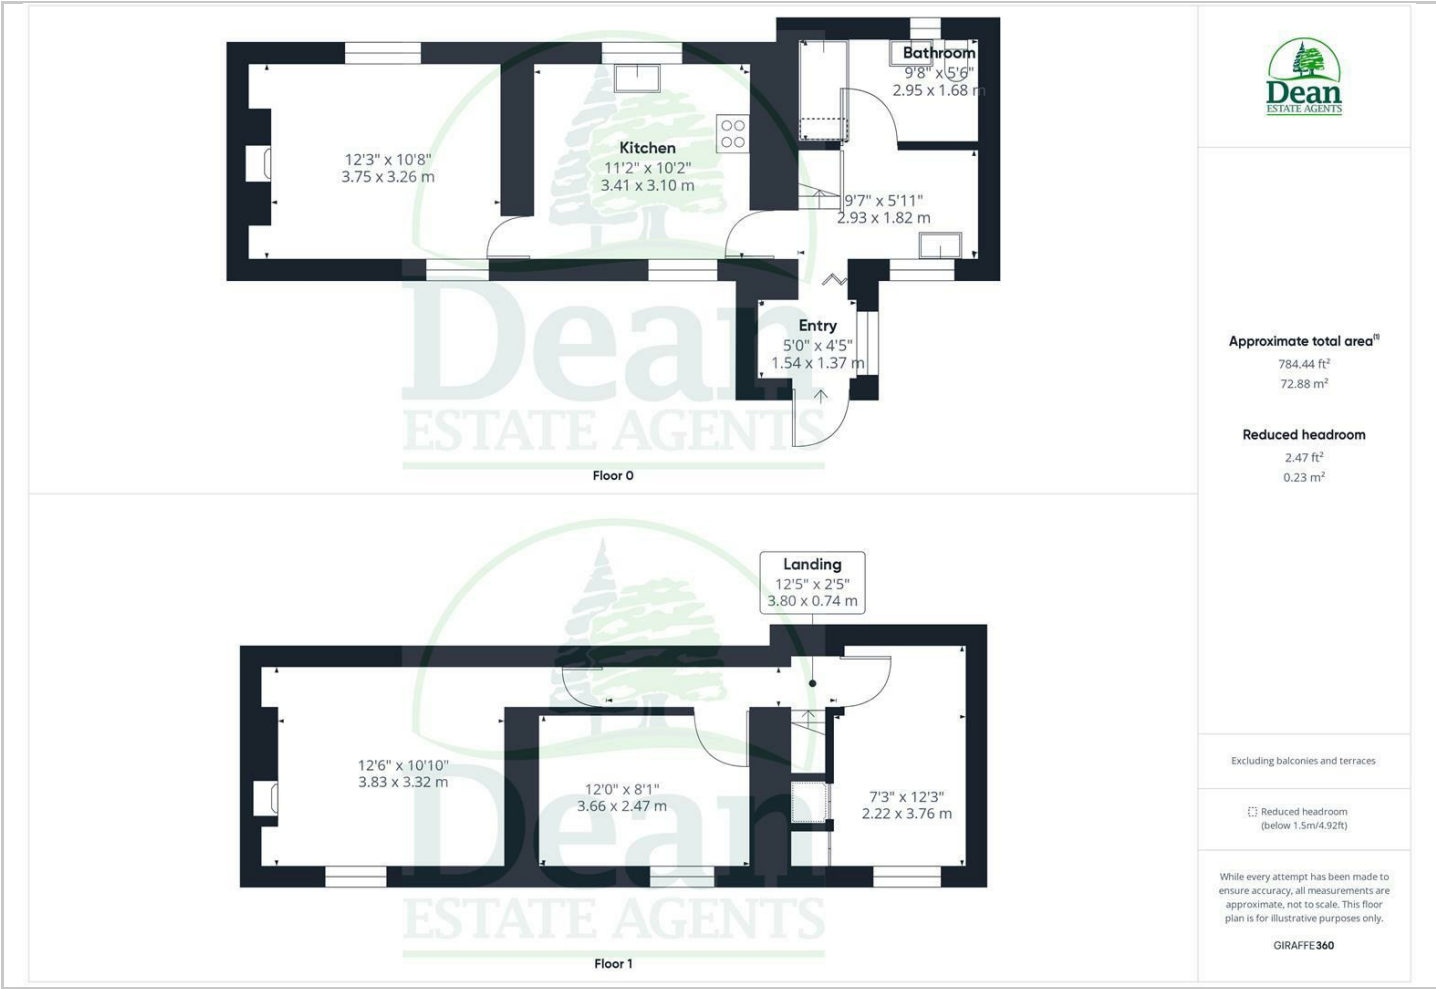 Bathroom
9'8" x 5'6"
2.95 x 1.68 m
12'3" x 10'8"
3.75 x 3.26 m
Kitchen
11'2" x 10'2"
3.41 x 3.10 m
9'7" x 5'11"
2.93 x 1.82 m
Entry
5'0" x 4'5"
1.54 x 1.37 m
Dean
ESTATE AGENTS
Floor 0
Landing
12'5" x 2'5"
3.80 x 0.74 m
12'6" x 10'10"
3.83 x 3.32 m
12'0" x 8'1"
3.66 x 2.47 m
7'3" x 12'3"
2.22 x 3.76 m
Dean
ESTATE AGENTS
Floor 1
Dean
ESTATE AGENTS
Approximate total area(1)
784.44 ft²
72.88 m²
Reduced headroom
2.47 ft²
0.23 m²
Excluding balconies and terraces
Reduced headroom
(below 1.5m/4.92ft)
While every attempt has been made to
ensure accuracy, all measurements are
approximate, not to scale. This floor
plan is for illustrative purposes only.
GIRAFFE360